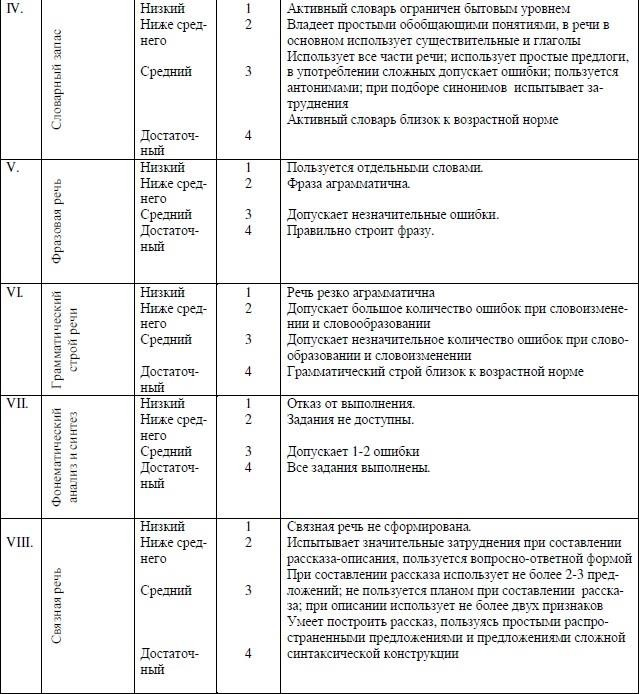 IV.
Словарный запас
Низкий 1 Активный словарь ограничен бытовым уровнем
Ниже сред- 2 Владеет простыми обобщающими понятиями, в речи в
него основном использует существительные и глаголы
Использует все части речи; использует простые предлоги,
Средний 3 в употреблении сложных допускает ошибки; пользуется
антонимами; при подборе синонимов испытывает за-
труднения
Активный словарь близок к возрастной норме
Достаточ- 4
ный
V.
Фразовая речь
Низкий 1 Пользуется отдельными словами.
Ниже сред- 2 Фраза аграмматична.
него
Средний 3 Допускает незначительные ошибки.
Достаточ- 4 Правильно строит фразу.
ный
VI.
Грамматический
строй речи
Низкий 1 Речь резко аграмматична
Ниже сред- 2 Допускает большое количество ошибок при словоизмене-
него нии и словообразовании
Средний 3 Допускает незначительное количество ошибок при слово-
образовании и словоизменении
Достаточ- 4 Грамматический строй близок к возрастной норме
ный
VII.
Фонематический
анализ и синтез
Низкий 1 Отказ от выполнения.
Ниже сред- 2 Задания не доступны.
него
Средний 3 Допускает 1-2 ошибки
Достаточ- 4 Все задания выполнены.
ный
VIII.
Связная речь
Низкий 1 Связная речь не сформирована.
Ниже сред- 2 Испытывает значительные затруднения при составлении
него рассказа-описания, пользуется вопросно-ответной формой
При составлении рассказа использует не более 2-3 пред-
Средний 3 ложений; не пользуется планом при составлении расска-
за; при описании использует не более двух признаков
Умеет построить рассказ, пользуясь простыми распро-
страненными предложениями и предложениями сложной
Достаточ- 4 синтаксической конструкции
ный